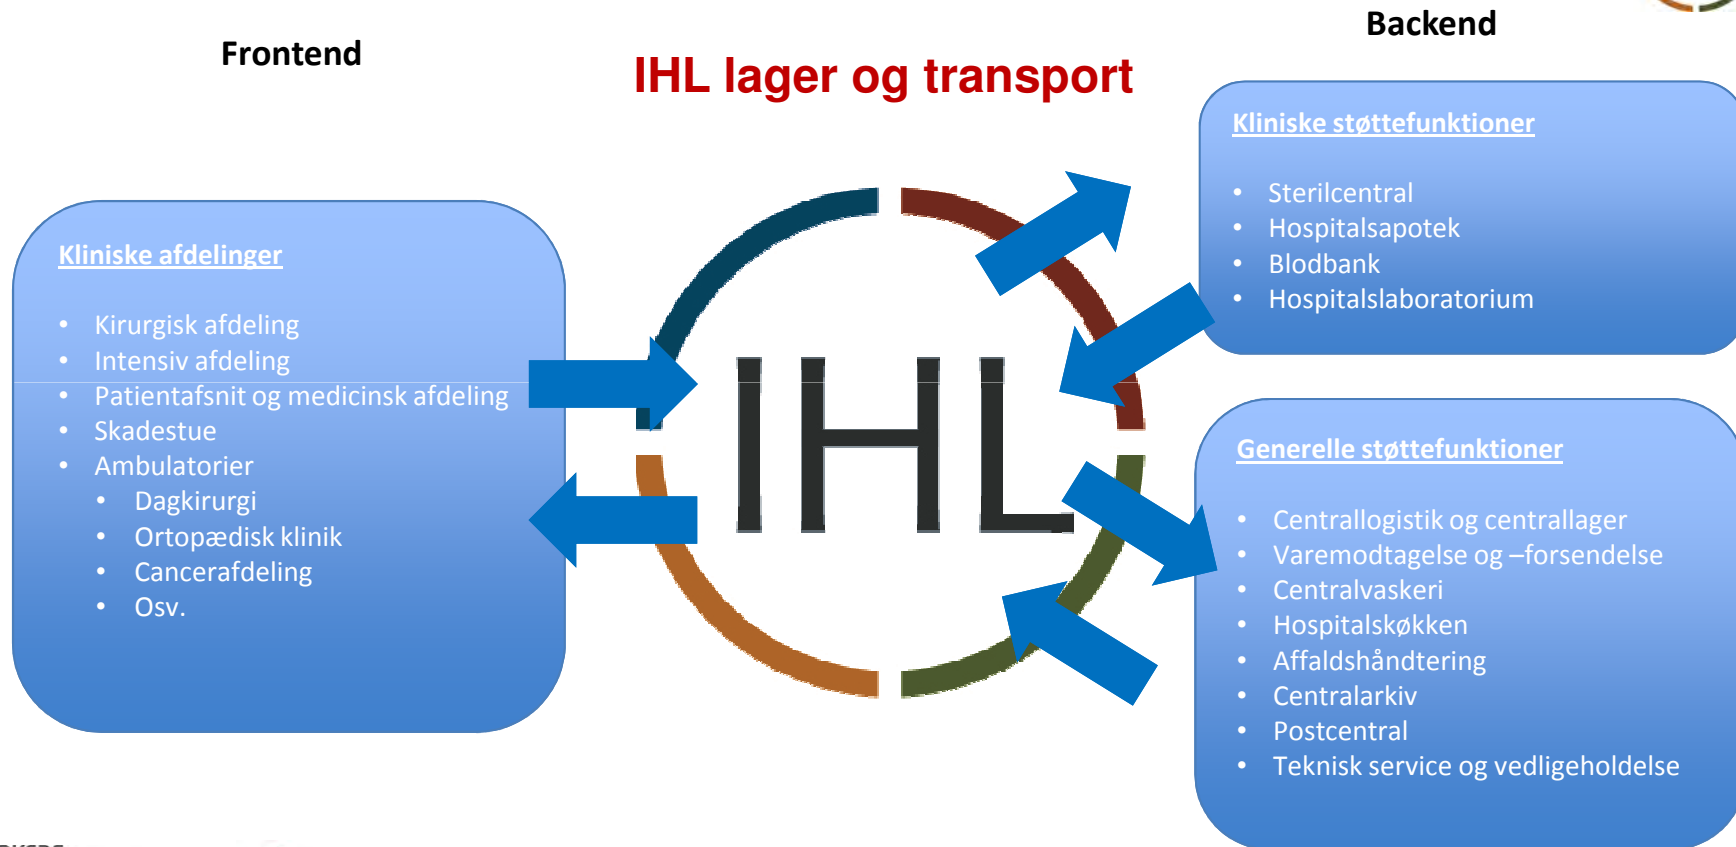 Frontend
IHL lager og transport
Backend
Kliniske afdelinger
• Kirurgisk afdeling
• Intensiv afdeling
• Patientafsnit og medicinsk afdeling
• Skadestue
• Ambulatorier
• Dagkirurgi
• Ortopædisk klinik
• Cancerafdeling
• Osv.
IHL
Kliniske støttefunktioner
• Sterilcentral
• Hospitalsapotek
• Blodbank
• Hospitalslaboratorium
Generelle støttefunktioner
• Centrallogistik og centrallager
• Varemodtagelse og –forsendelse
• Centralvaskeri
• Hospitalskøkken
• Affaldshåndtering
• Centralarkiv
• Postcentral
• Teknisk service og vedligeholdelse